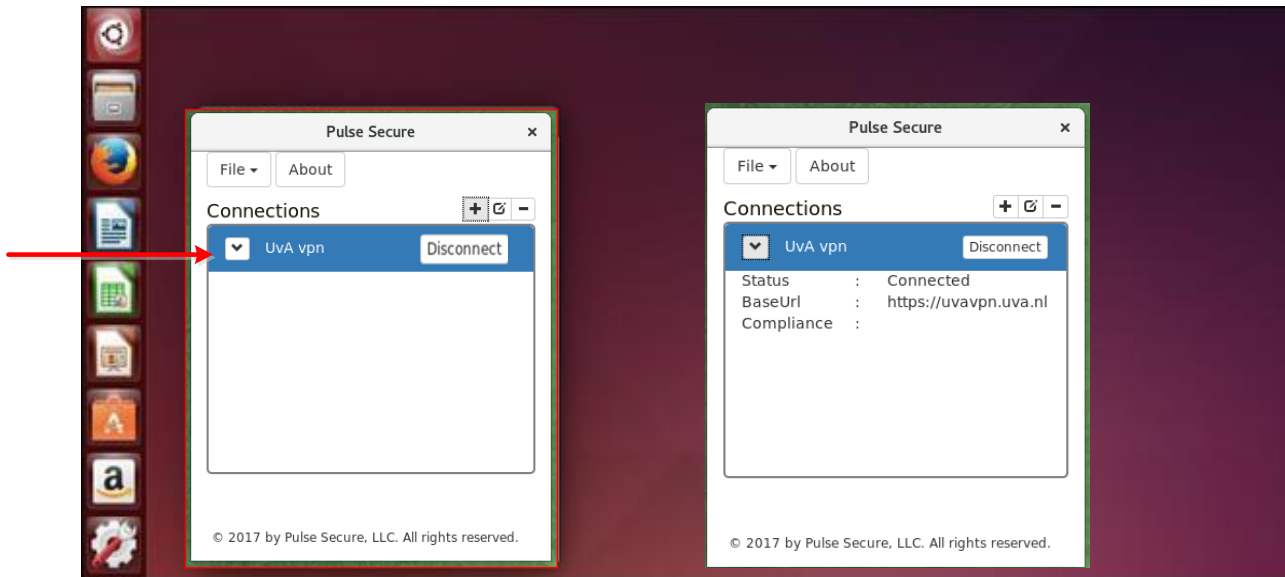 Pulse Secure ×
File About
Connections
UvA vpn Disconnect
© 2017 by Pulse Secure, LLC. All rights reserved.
Pulse Secure ×
File About
Connections
UvA vpn Disconnect
Status : Connected
BaseUrl : https://uvavpn.uva.nl
Compliance :
© 2017 by Pulse Secure, LLC. All rights reserved.